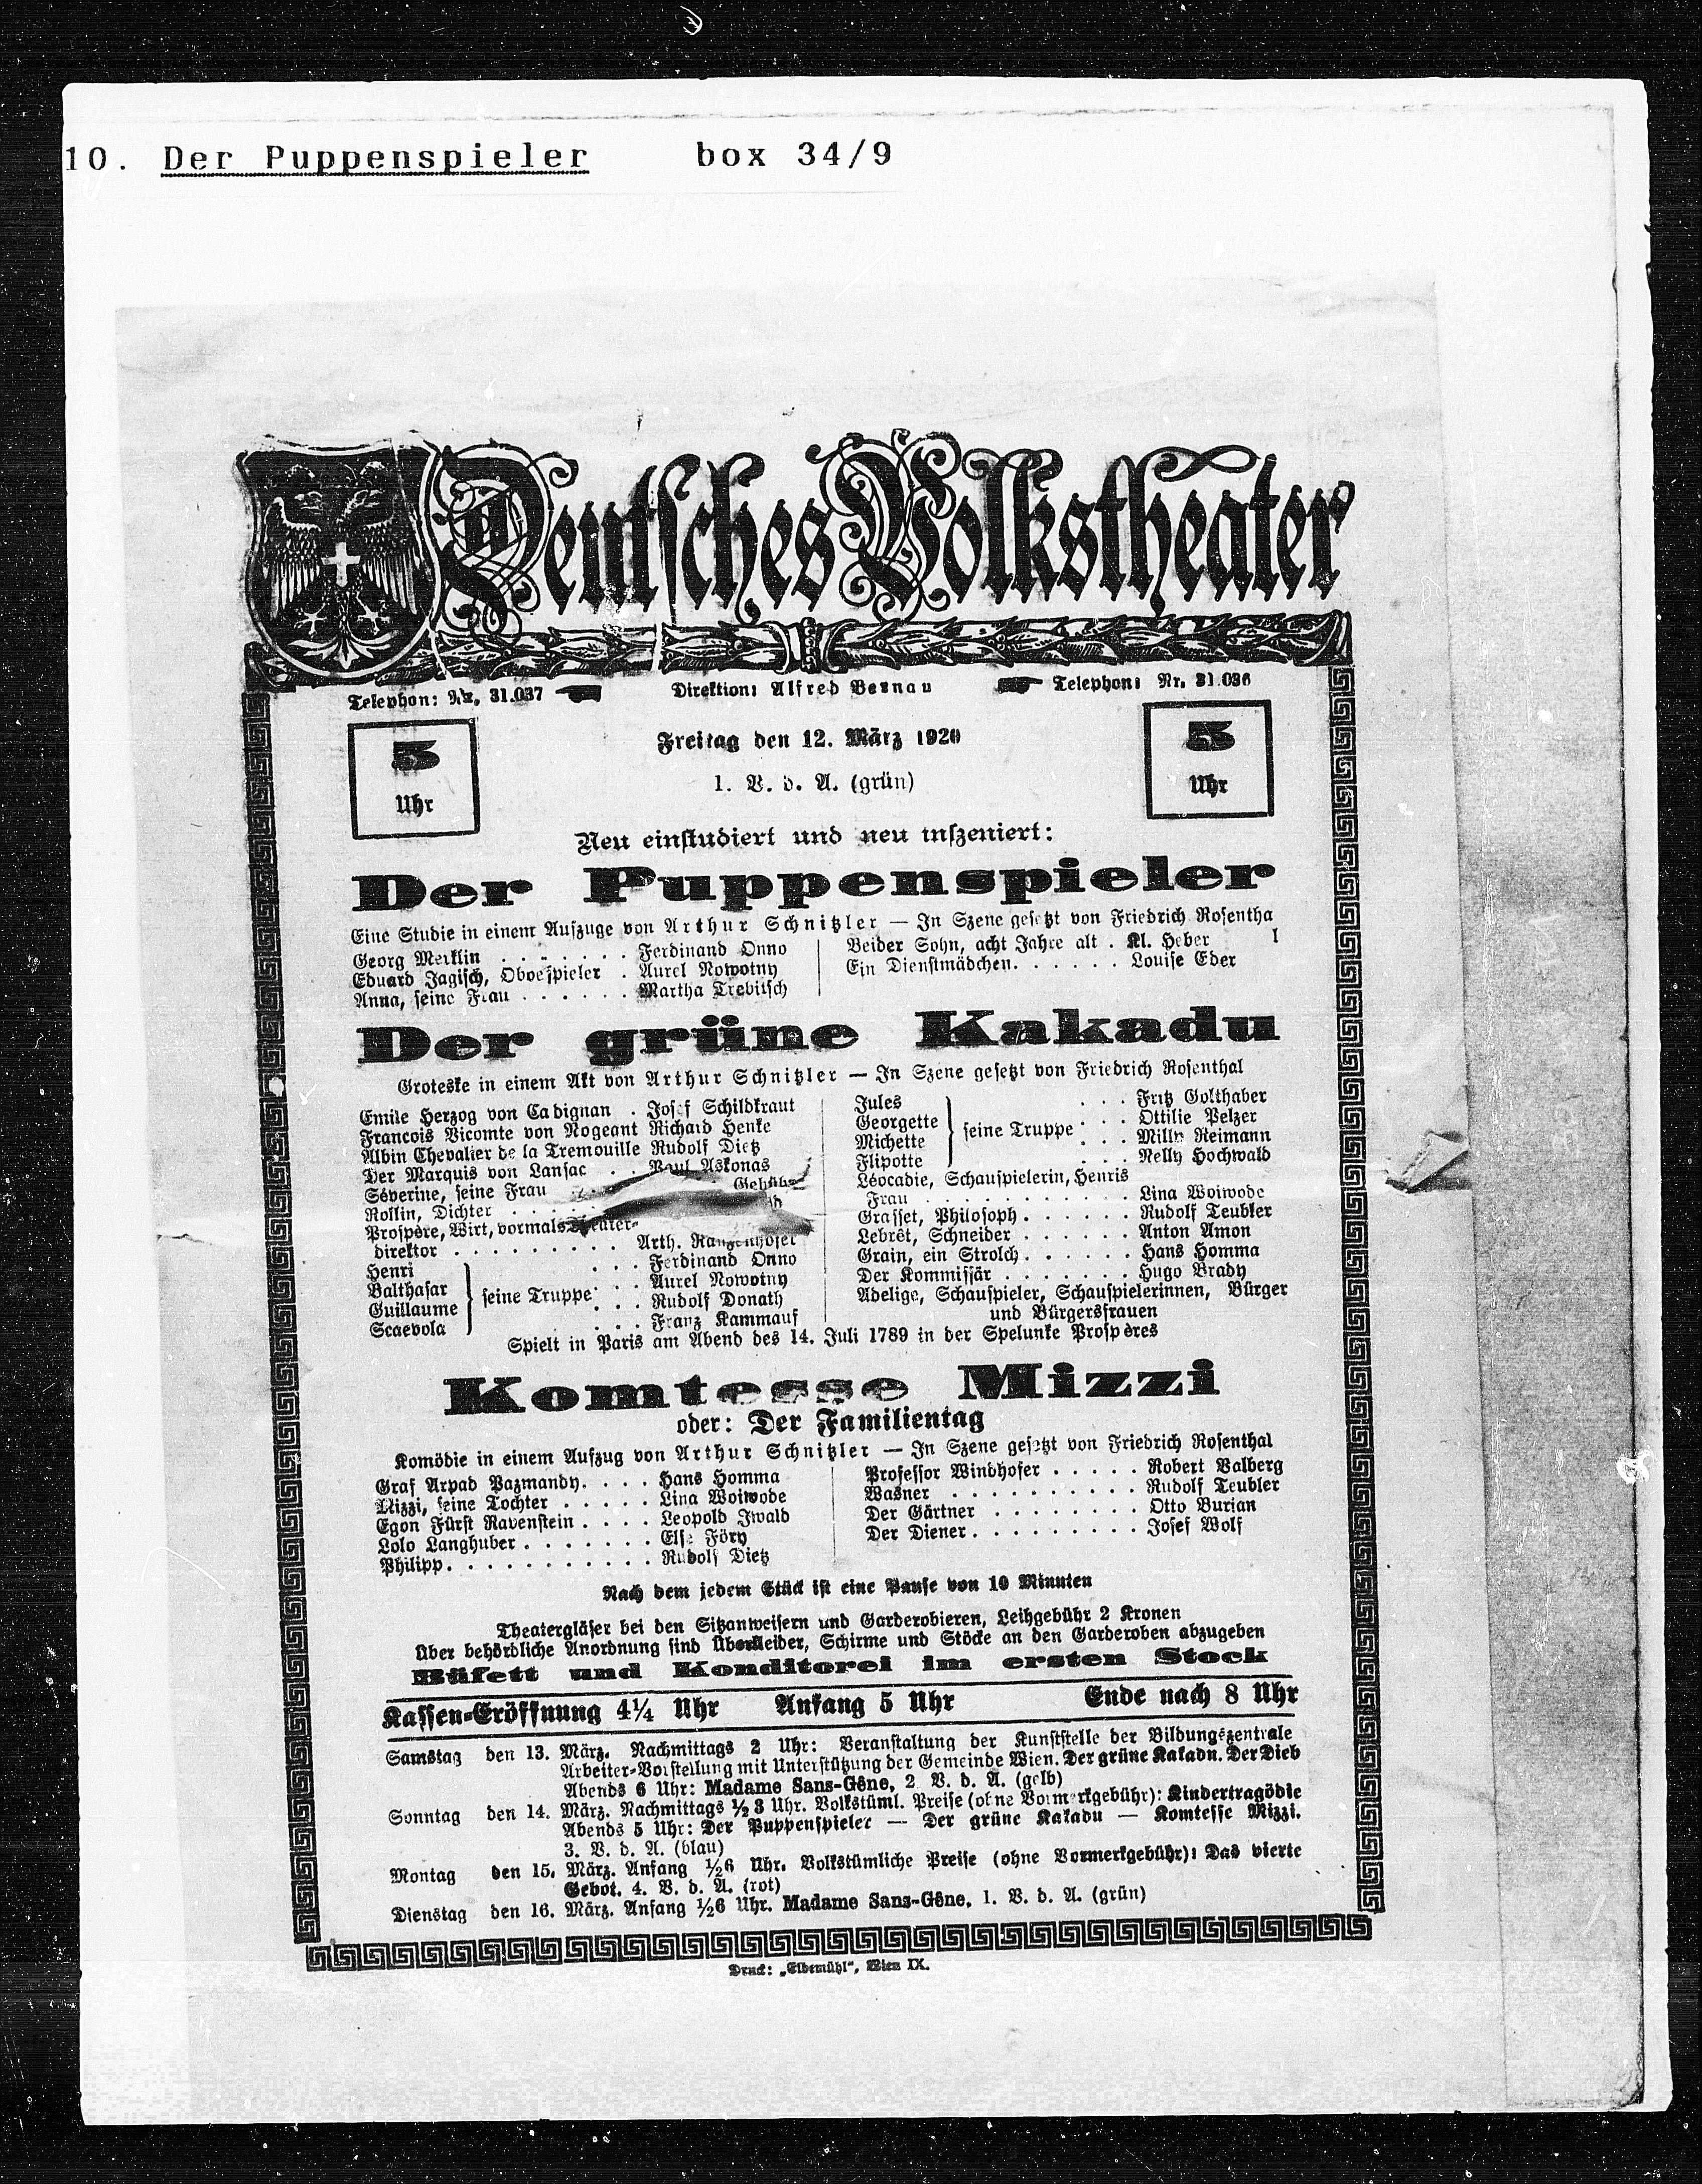 10. Der Puppenspieler box 34/9
Deutsches Volkstheater
Telephon: Nr. 31.037 Direktion: Alfred Bernau Telephon: Nr. 31.036
5 Uhr
Freitag den 12. März 1920
5 Uhr
1. V. d. A. (grün)
Neu einstudiert und neu inszeniert:
Der Puppenspieler
Eine Studie in einem Aufzuge von Arthur Schnitzler — In Szene gesetzt von Friedrich Rosenthal
Georg Merklin . . . . . . . Ferdinand Onno
Eduard Jagisch, Oboespieler . Aurel Nowotny
Anna, seine Frau . . . . . . Martha Trebitsch
Beider Sohn, acht Jahre alt . Kl. Heber
Ein Dienstmädchen. . . . . . Louise Eder
Der grüne Kakadu
Groteske in einem Akt von Arthur Schnitzler — In Szene gesetzt von Friedrich Rosenthal
Emile Herzog von Cadignan . Josef Schildkraut
Francois Vicomte von Nogeant Richard Henke
Albin Chevalier de la Tremouille Rudolf Dietz
Der Marquis von Lansac . . Paul Askonas
Séverine, seine Frau
Rollin, Dichter . . . .
Prospère, Wirt, vormals Theater-
direktor . . . . . . . . . Arth.
Henri . . . Ferdinand Onno
Balthasar . . . Aurel Nowotny
seine Truppe
Guillaume . . . Rudolf Donath
Scaevola . . . Franz Kammauf
Jules . . . Fritz Golthaber
Georgette . . . Ottilie Pelzer
seine Truppe
Michette . . . Milly Reimann
Flipotte . . . Nelly Hochwald
Léocadie, Schauspielerin, Henris
Frau . . . . . . . . . . . Lina Woiwode
Grasset, Philosoph . . . . . . Rudolf Teubler
Lebrêt, Schneider . . . . . . Anton Amon
Grain, ein Strolch . . . . . . Hans Homma
Der Kommissär . . . . . . . Hugo Brady
Adelige, Schauspieler, Schauspielerinnen, Bürger
und Bürgersfrauen
Spielt in Paris am Abend des 14. Juli 1789 in der Spelunke Prospères
Komtesse Mizzi
oder: Der Familientag
Komödie in einem Aufzug von Arthur Schnitzler — In Szene gesetzt von Friedrich Rosenthal
Graf Arpad Pazmandy. . . . Hans Homma
Mizzi, seine Tochter . . . . . Lina Woiwode
Egon Fürst Ravenstein . . . . Leopold Iwald
Lolo Langhuber . . . . . . . Else Föry
Philipp. . . . . . . . . . . Rudolf Dietz
Professor Windhofer . . . . . Robert Valberg
Wasner . . . . . . . . . . Rudolf Teubler
Der Gärtner . . . . . . . . Otto Burian
Der Diener. . . . . . . . . Josef Wolf
Nach dem jedem Stück ist eine Pause von 10 Minuten
Theatergläser bei den Sitzanweisern und Garderobieren, Leihgebühr 2 Kronen
Über behördliche Anordnung sind Überkleider, Schirme und Stöcke an den Garderoben abzugeben
Büfett und Konditorei im ersten Stock
Kassen-Eröffnung 4¼ Uhr Anfang 5 Uhr Ende nach 8 Uhr
Samstag den 13. März. Nachmittags 2 Uhr: Veranstaltung der Kunststelle der Bildungszentrale
Arbeiter-Vorstellung mit Unterstützung der Gemeinde Wien. Der grüne Kakadu. Der Dieb
Abends 6 Uhr: Madame Sans-Gêne, 2. V. d. A. (gelb)
Sonntag den 14. März. Nachmittags ½3 Uhr. Volkstüml. Preise (ohne Vormerkgebühr): Kindertragödie
Abends 5 Uhr: Der Puppenspieler — Der grüne Kakadu — Komtesse Mizzi.
3. V. d. A. (blau)
Montag den 15. März. Anfang ½6 Uhr. Volkstümliche Preise (ohne Vormerkgebühr): Das vierte
Gebot. 4. V. d. A. (rot)
Dienstag den 16. März. Anfang ½6 Uhr. Madame Sans-Gêne. 1. V. d. A. (grün)
Druck: „Elbemühl“, Wien IX.